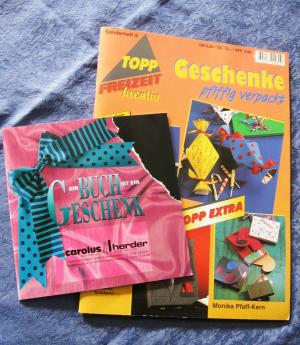 Sonderheft 6
TOPP
FREIZEIT
kreativ
Geschenke
pfiffig verpackt
EIN BUCH IST EIN
GESCHENK
carolus herder
TOPP EXTRA
Monika Pfaff-Kern